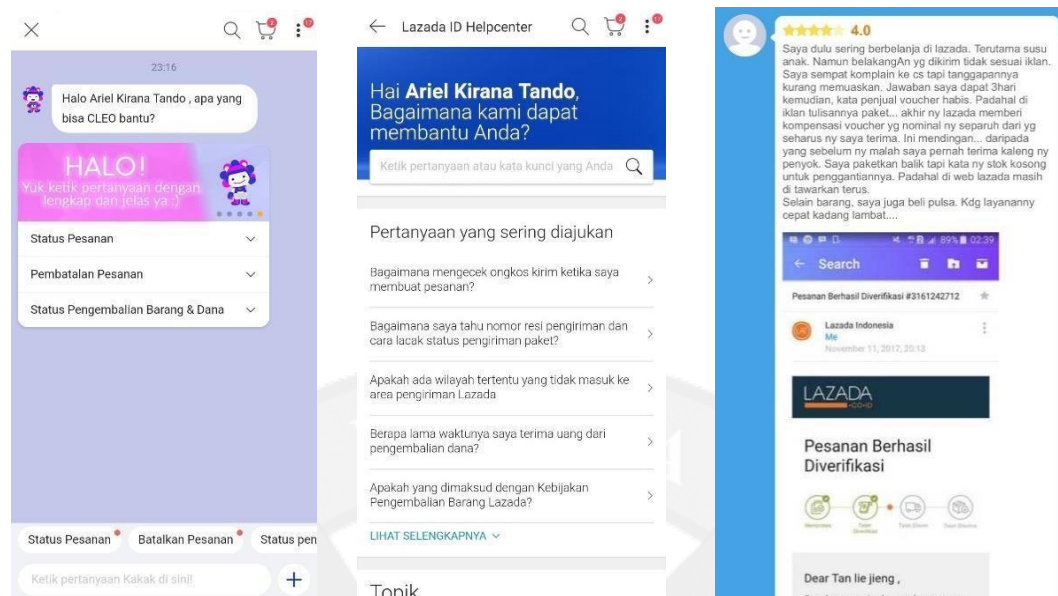 23:16
Halo Ariel Kirana Tando , apa yang
bisa CLEO bantu?
HALO!
Yuk ketik pertanyaan dengan
lengkap dan jelas ya :)
Status Pesanan
Pembatalan Pesanan
Status Pengembalian Barang & Dana
Status Pesanan
Batalkan Pesanan
Status pen
Ketik pertanyaan Kakak di sini!
Lazada ID Helpcenter
Hai Ariel Kirana Tando,
Bagaimana kami dapat
membantu Anda?
Ketik pertanyaan atau kata kunci yang Anda
Pertanyaan yang sering diajukan
Bagaimana mengecek ongkos kirim ketika saya
membuat pesanan?
Bagaimana saya tahu nomor resi pengiriman dan
cara lacak status pengiriman paket?
Apakah ada wilayah tertentu yang tidak masuk ke
area pengiriman Lazada
Berapa lama waktunya saya terima uang dari
pengembalian dana?
Apakah yang dimaksud dengan Kebijakan
Pengembalian Barang Lazada?
LIHAT SELENGKAPNYA
Topik
4.0
Saya dulu sering berbelanja di lazada. Terutama susu
anak. Namun belakangAn yg dikirim tidak sesuai iklan.
Saya sempat komplain ke cs tapi tanggapannya
kurang memuaskan. Jawaban saya dapat 3hari
kemudian, kata penjual voucher habis. Padahal di
iklan tulisannya paket... akhir ny lazada memberi
kompensasi voucher yg nominal ny separuh dari yg
seharus ny saya terima. Ini mendingan... daripada
yang sebelum ny malah saya pernah terima kaleng ny
penyok. Saya paketkan balik tapi kata ny stok kosong
untuk penggantiannya. Padahal di web lazada masih
di tawarkan terus.
Selain barang, saya juga beli pulsa. Kdg layananny
cepat kadang lambat....
89% 02:39
Search
Pesanan Berhasil Diverifikasi #3161242712
Lazada Indonesia
Me
November 11, 2017, 20:13
LAZADA
.CO.ID
Pesanan Berhasil
Diverifikasi
Dear Tan lie jieng ,